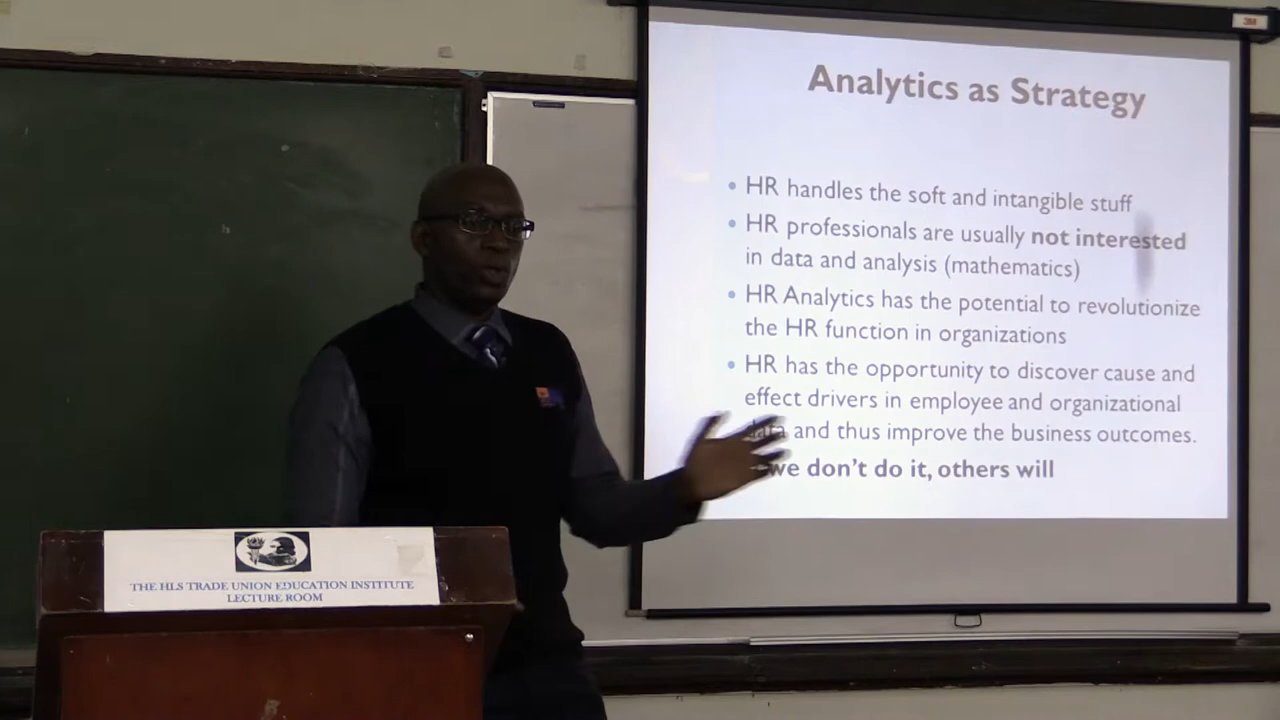 3M
Analytics as Strategy
• HR handles the soft and intangible stuff
• HR professionals are usually not interested
in data and analysis (mathematics)
• HR Analytics has the potential to revolutionize
the HR function in organizations
• HR has the opportunity to discover cause and
effect drivers in employee and organizational
data and thus improve the business outcomes.
we don't do it, others will
THE HLS TRADE UNION EDUCATION INSTITUTE
LECTURE ROOM